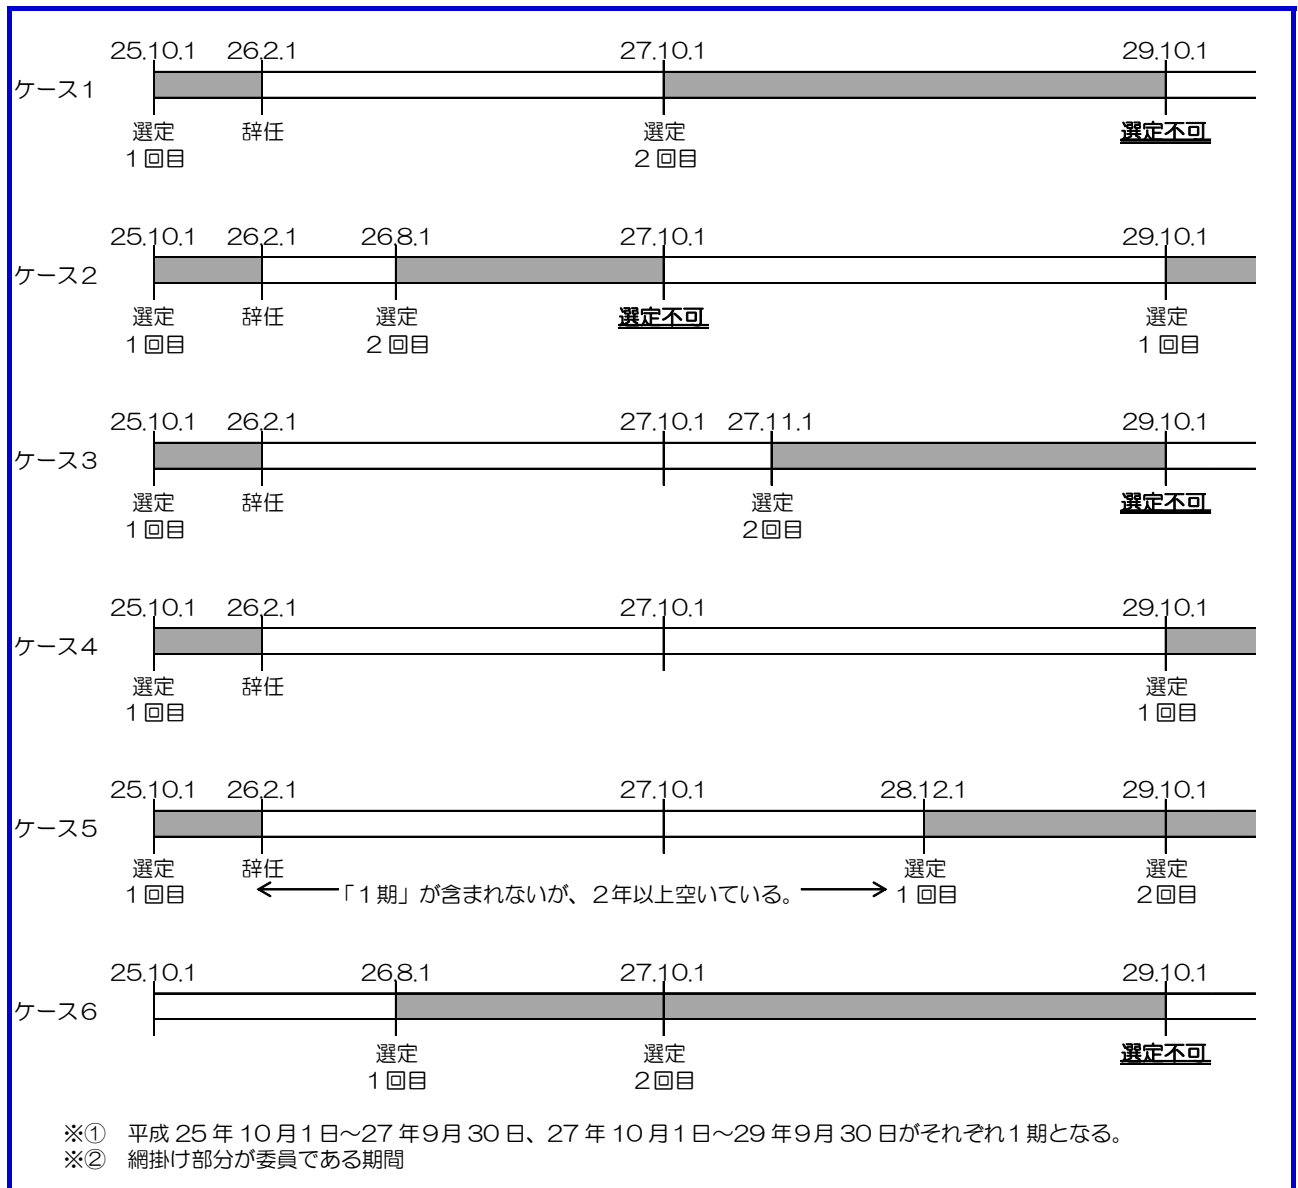 25.10.1 26.2.1 27.10.1 29.10.1
ケース1
選定 辞任 選定 選定不可
1回目 2回目
25.10.1 26.2.1 26.8.1 27.10.1 29.10.1
ケース2
選定 辞任 選定 選定不可 選定
1回目 2回目 1回目
25.10.1 26.2.1 27.10.1 27.11.1 29.10.1
ケース3
選定 辞任 選定 選定不可
1回目 2回目
25.10.1 26.2.1 27.10.1 29.10.1
ケース4
選定 辞任 選定
1回目 1回目
25.10.1 26.2.1 27.10.1 28.12.1 29.10.1
ケース5
選定 辞任 選定 選定
1回目 「1期」が含まれないが、2年以上空いている。 1回目 2回目
25.10.1 26.8.1 27.10.1 29.10.1
ケース6
選定 選定 選定不可
1回目 2回目
※① 平成25年10月1日～27年9月30日、27年10月1日～29年9月30日がそれぞれ1期となる。
※② 網掛け部分が委員である期間